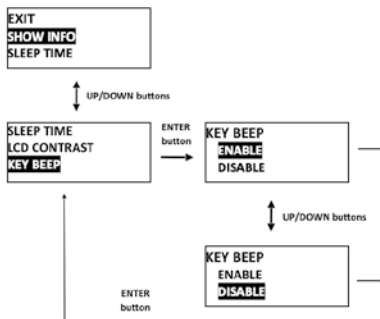 EXIT
SHOW INFO
SLEEP TIME
UP/DOWN buttons
SLEEP TIME
LCD CONTRAST
KEY BEEP
ENTER
button
KEY BEEP
ENABLE
DISABLE
UP/DOWN buttons
KEY BEEP
ENABLE
DISABLE
ENTER
button